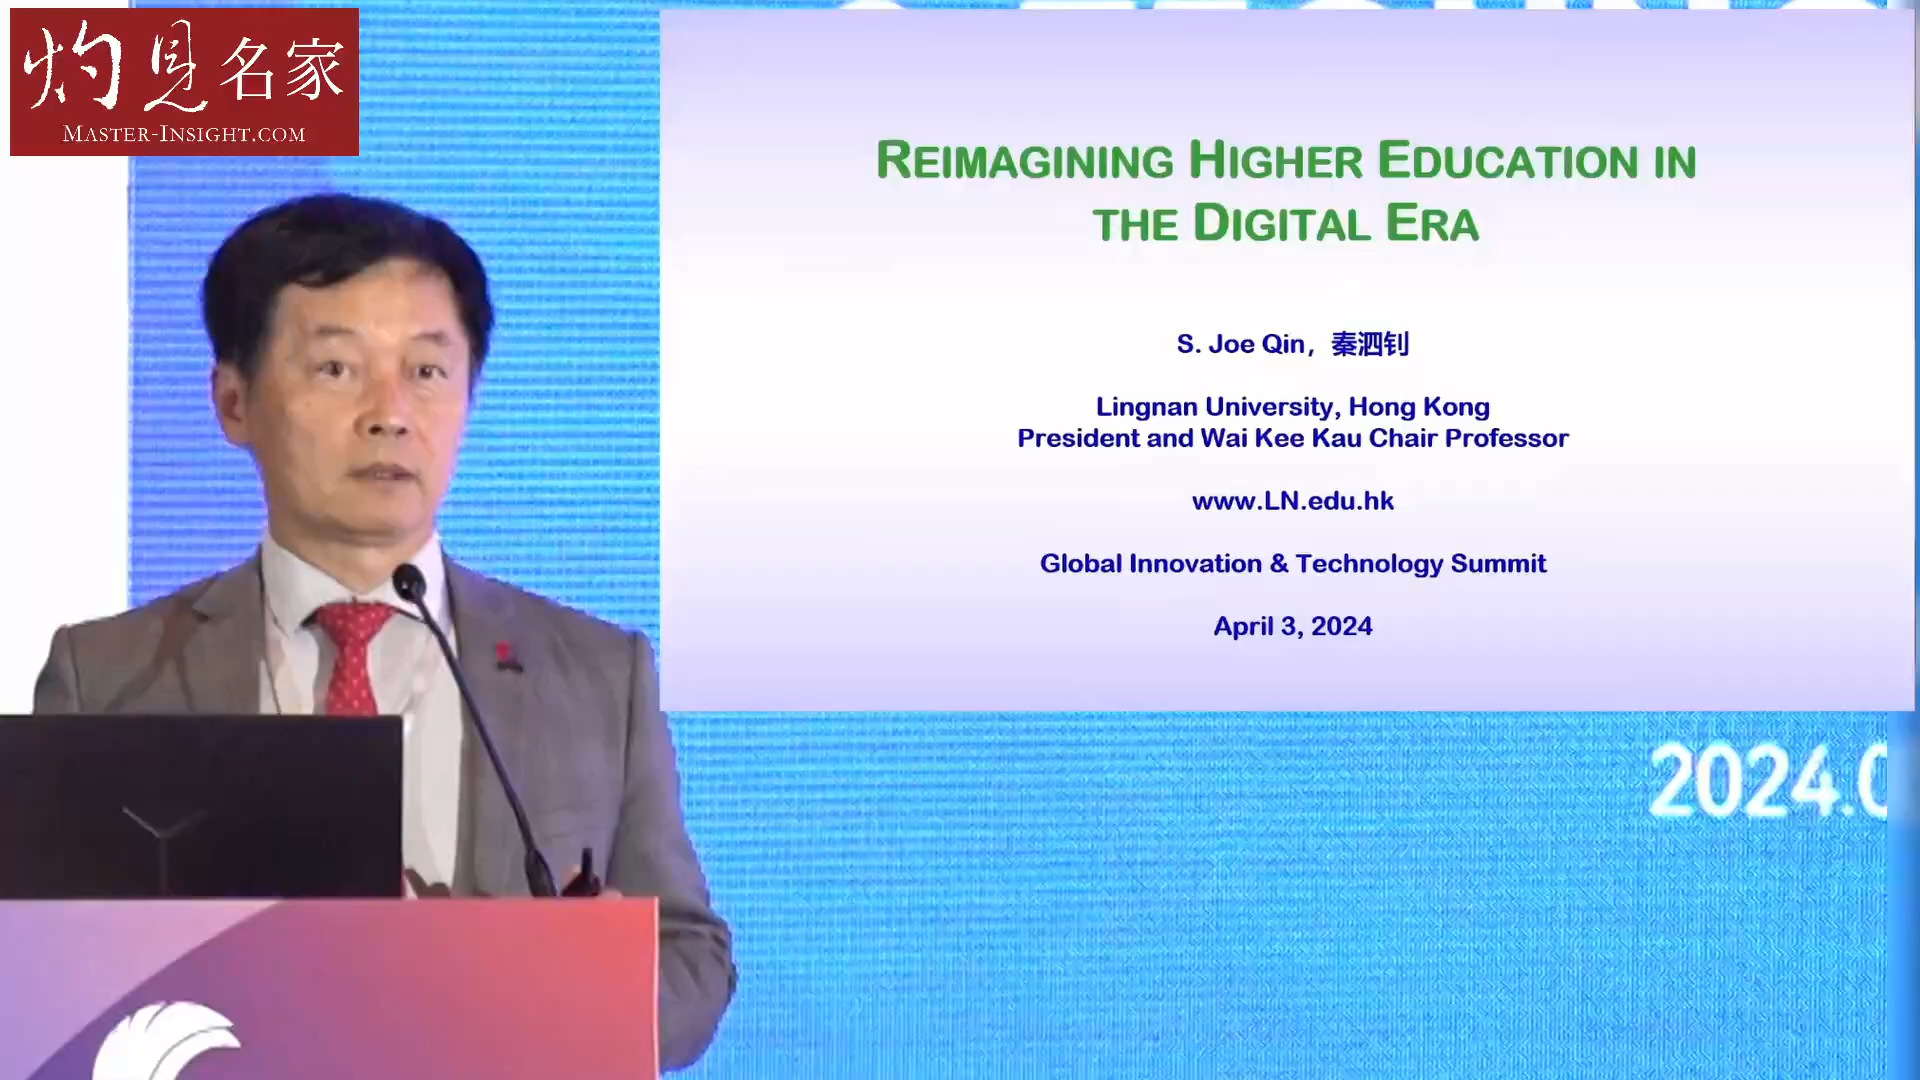 灼見名家
MASTER-INSIGHT.COM
REIMAGINING HIGHER EDUCATION IN
THE DIGITAL ERA
S. Joe Qin, 秦泗钊
Lingnan University, Hong Kong
President and Wai Kee Kau Chair Professor
www.LN.edu.hk
Global Innovation & Technology Summit
April 3, 2024
2024.0